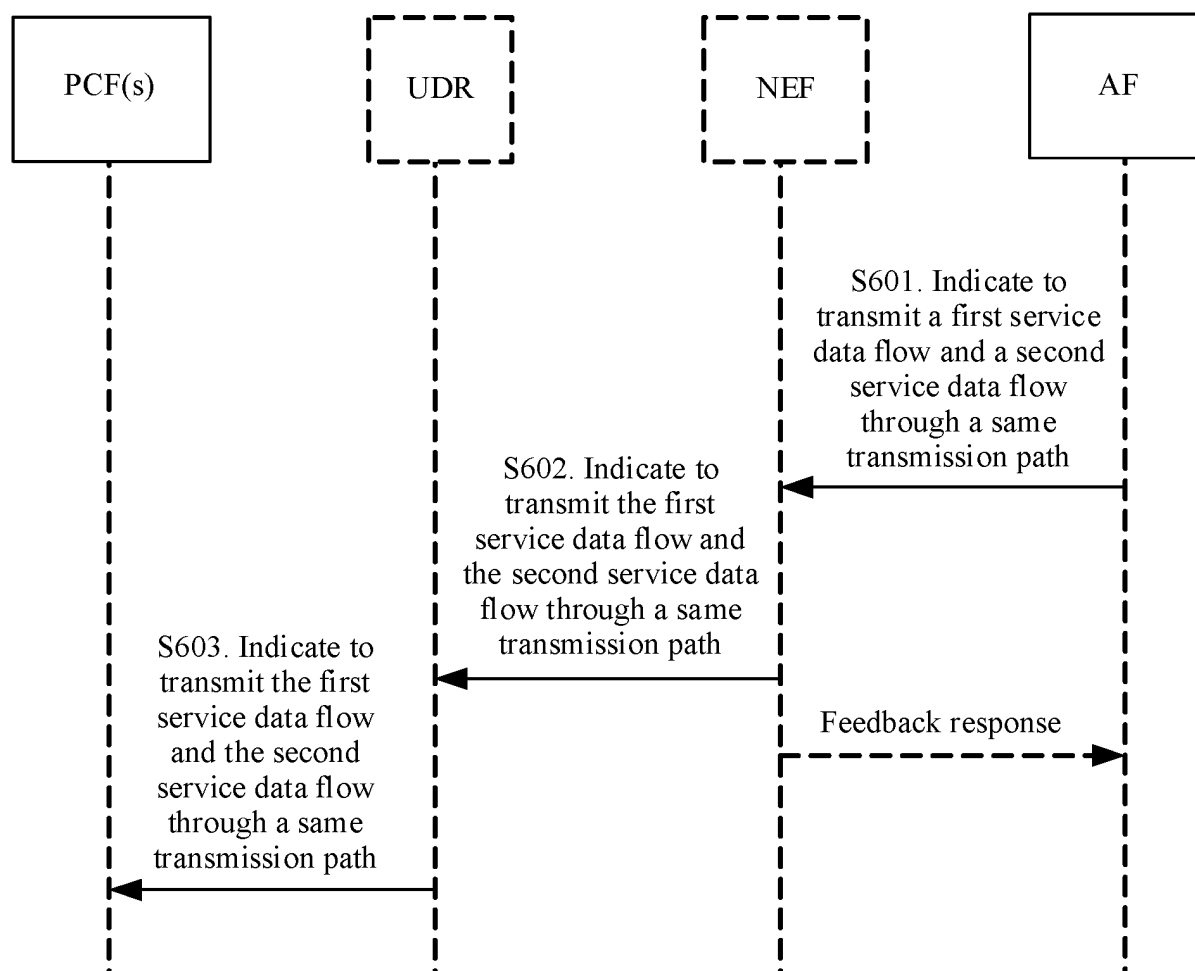 PCF(s)
UDR
NEF
AF
S601. Indicate to
transmit a first service
data flow and a second
service data flow
through a same
transmission path
S602. Indicate to
transmit the first
service data flow and
the second service data
flow through a same
transmission path
S603. Indicate to
transmit the first
service data flow
and the second
service data flow
through a same
transmission path
Feedback response